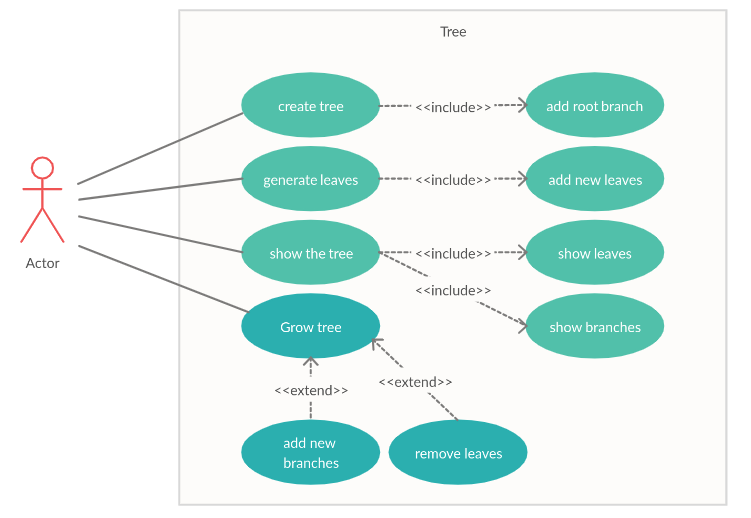 Tree
create tree
<<include>>
add root branch
generate leaves
<<include>>
add new leaves
show the tree
<<include>>
show leaves
Actor
<<include>>
Grow tree
show branches
<<extend>>
<<extend>>
add new
branches
remove leaves